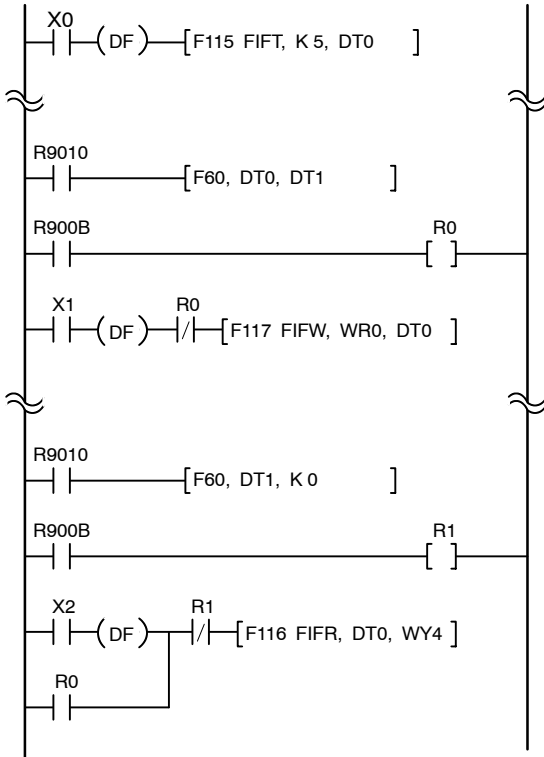 X0
(DF) [F115 FIFT, K 5, DT0 ]
R9010
[F60, DT0, DT1 ]
R900B R0
[ ]
X1 R0
(DF) [F117 FIFW, WR0, DT0 ]
R9010
[F60, DT1, K 0 ]
R900B R1
[ ]
X2 R1
(DF) [F116 FIFR, DT0, WY4 ]
R0